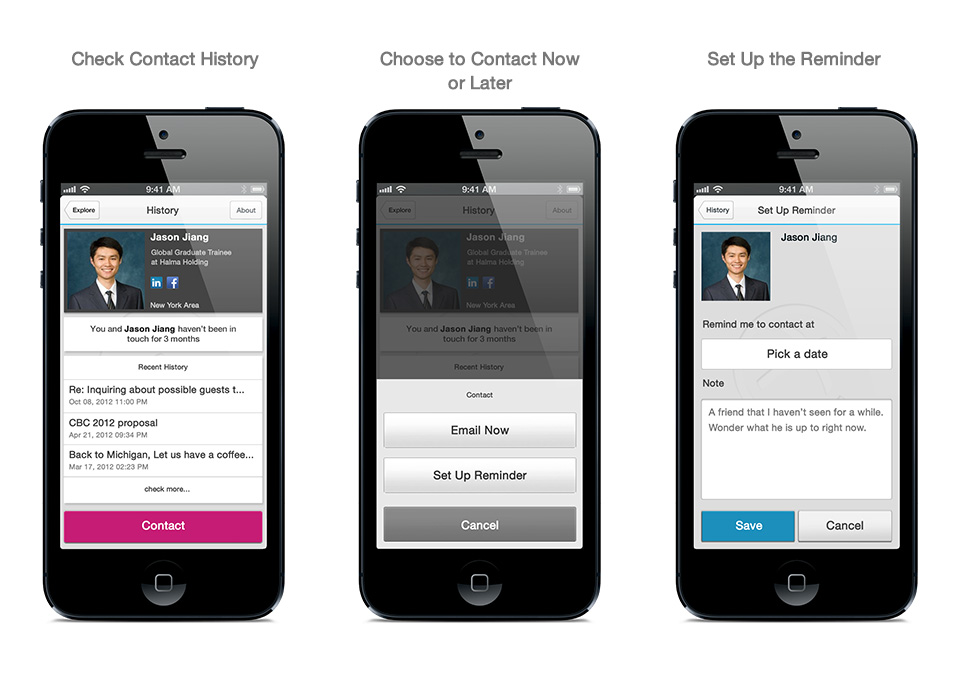 Check Contact History
Choose to Contact Now
or Later
Set Up the Reminder
9:41 AM
Explore
History
About
Jason Jiang
Global Graduate Trainee
at Halma Holding
in f
New York Area
You and Jason Jiang haven't been in
touch for 3 months
Recent History
Re: Inquiring about possible guests t...
Oct 08, 2012 11:00 PM
CBC 2012 proposal
Apr 21, 2012 09:34 PM
Back to Michigan, Let us have a coffee...
Mar 17, 2012 02:23 PM
check more...
Contact
9:41 AM
Explore
History
About
Jason Jiang
Global Graduate Trainee
at Halma Holding
in f
New York Area
You and Jason Jiang haven't been in
touch for 3 months
Recent History
Contact
Email Now
Set Up Reminder
Cancel
9:41 AM
History
Set Up Reminder
Jason Jiang
Remind me to contact at
Pick a date
Note
A friend that I haven't seen for a while.
Wonder what he is up to right now.
Save
Cancel